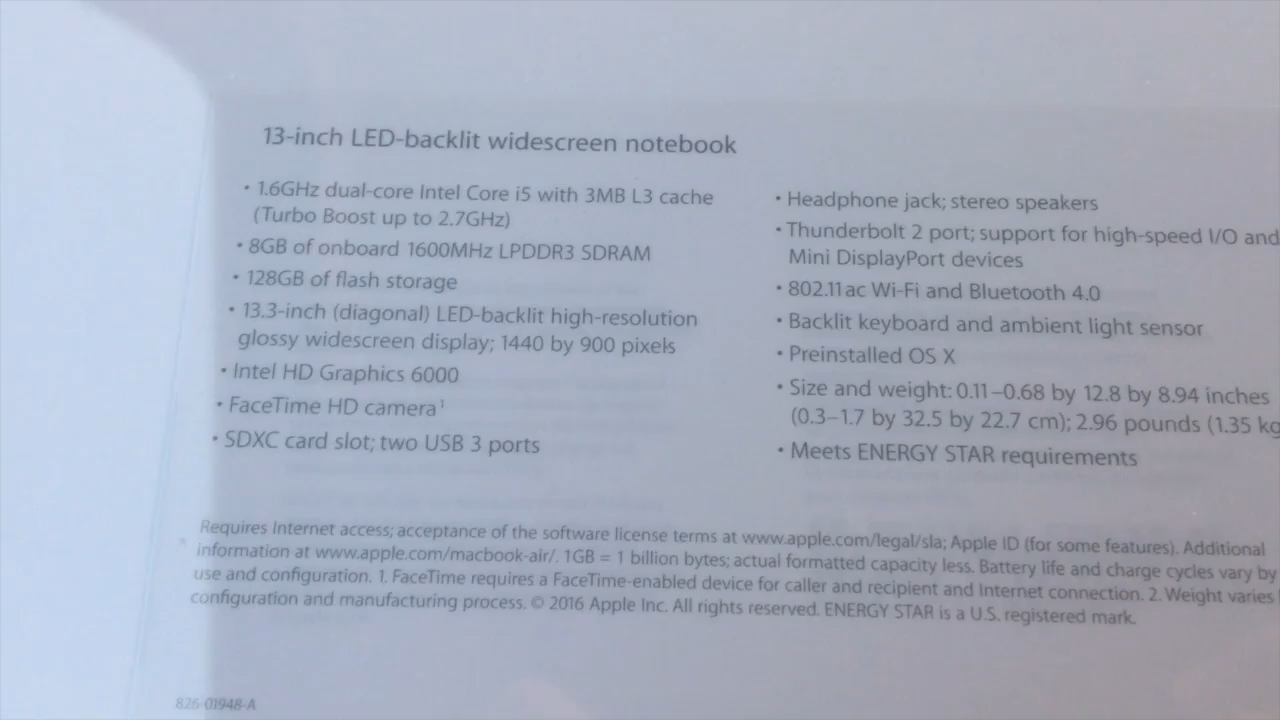 13-inch LED-backlit widescreen notebook
• 1.6GHz dual-core Intel Core i5 with 3MB L3 cache
(Turbo Boost up to 2.7GHz)
• 8GB of onboard 1600MHz LPDDR3 SDRAM
• 128GB of flash storage
• 13.3-inch (diagonal) LED-backlit high-resolution
glossy widescreen display; 1440 by 900 pixels
• Intel HD Graphics 6000
• FaceTime HD camera¹
• SDXC card slot; two USB 3 ports
• Headphone jack; stereo speakers
• Thunderbolt 2 port; support for high-speed I/O and
Mini DisplayPort devices
• 802.11ac Wi-Fi and Bluetooth 4.0
• Backlit keyboard and ambient light sensor
• Preinstalled OS X
• Size and weight: 0.11–0.68 by 12.8 by 8.94 inches
(0.3–1.7 by 32.5 by 22.7 cm); 2.96 pounds (1.35 kg
• Meets ENERGY STAR requirements
Requires Internet access; acceptance of the software license terms at www.apple.com/legal/sla; Apple ID (for some features). Additional
information at www.apple.com/macbook-air/. 1GB = 1 billion bytes; actual formatted capacity less. Battery life and charge cycles vary by
use and configuration. 1. FaceTime requires a FaceTime-enabled device for caller and recipient and Internet connection. 2. Weight varies
configuration and manufacturing process. © 2016 Apple Inc. All rights reserved. ENERGY STAR is a U.S. registered mark.
826-01948-A